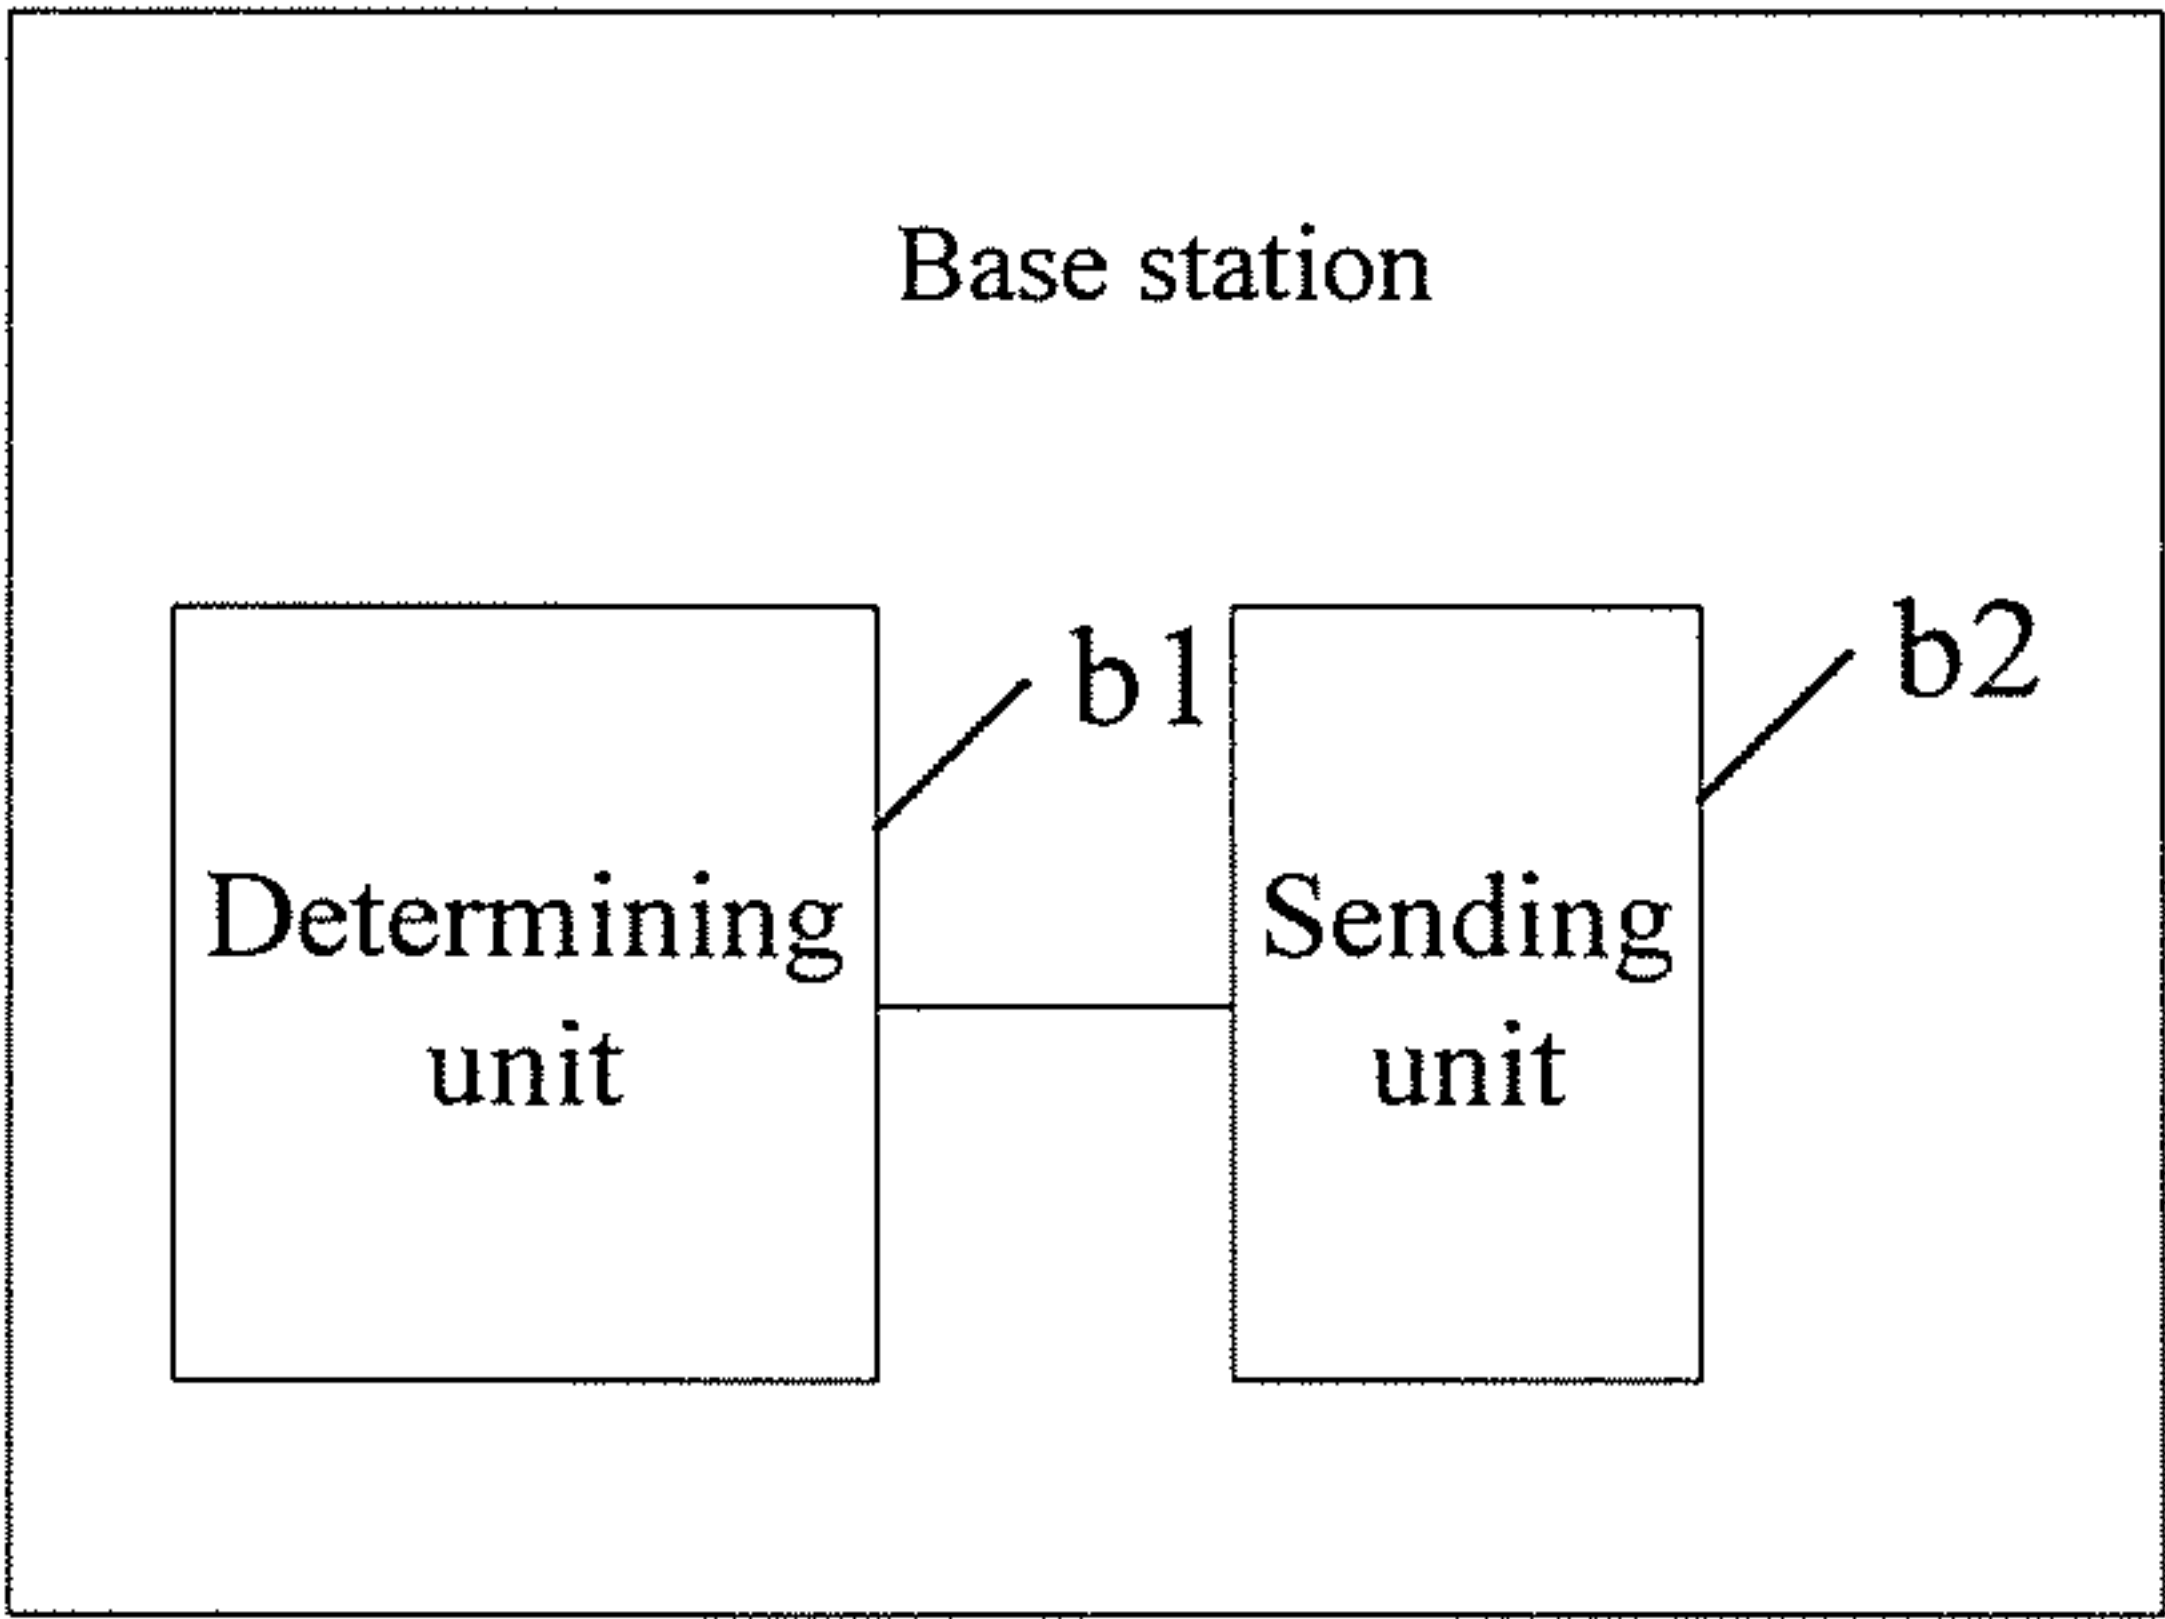 Base station
b1
b2
Determining
unit
Sending
unit